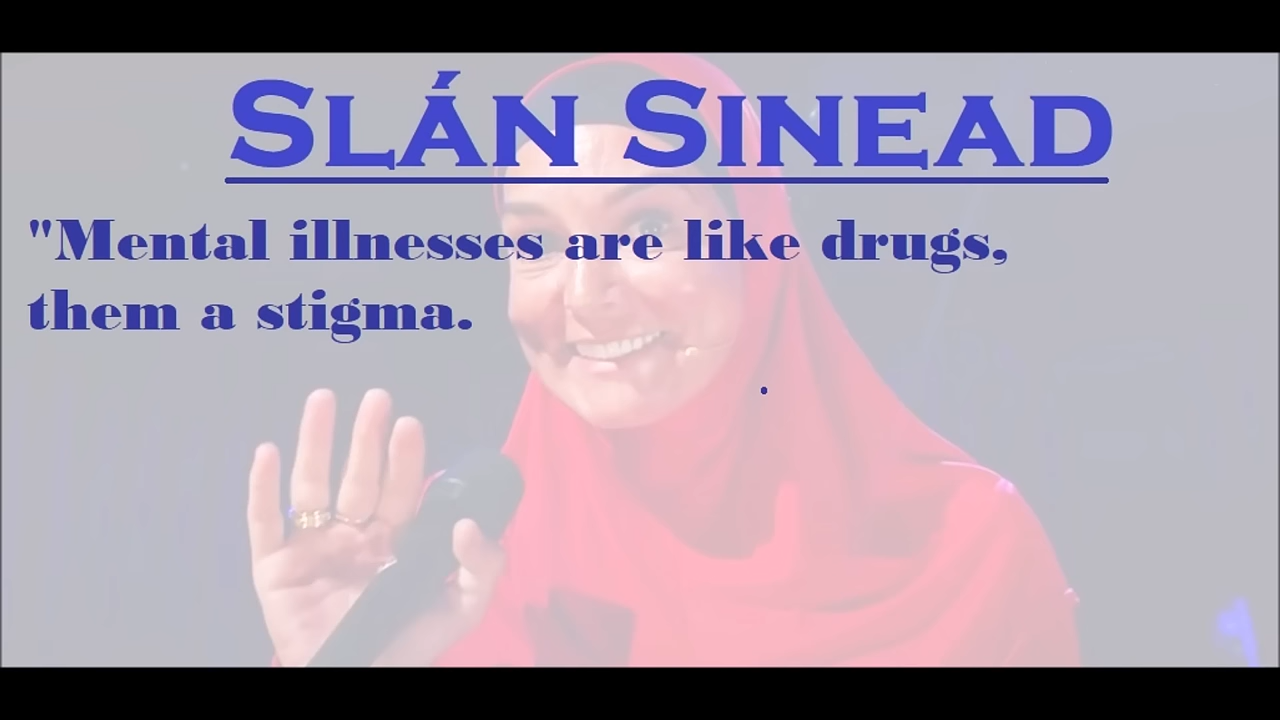 SLÁN SINEAD
"Mental illnesses are like drugs,
them a stigma.
.